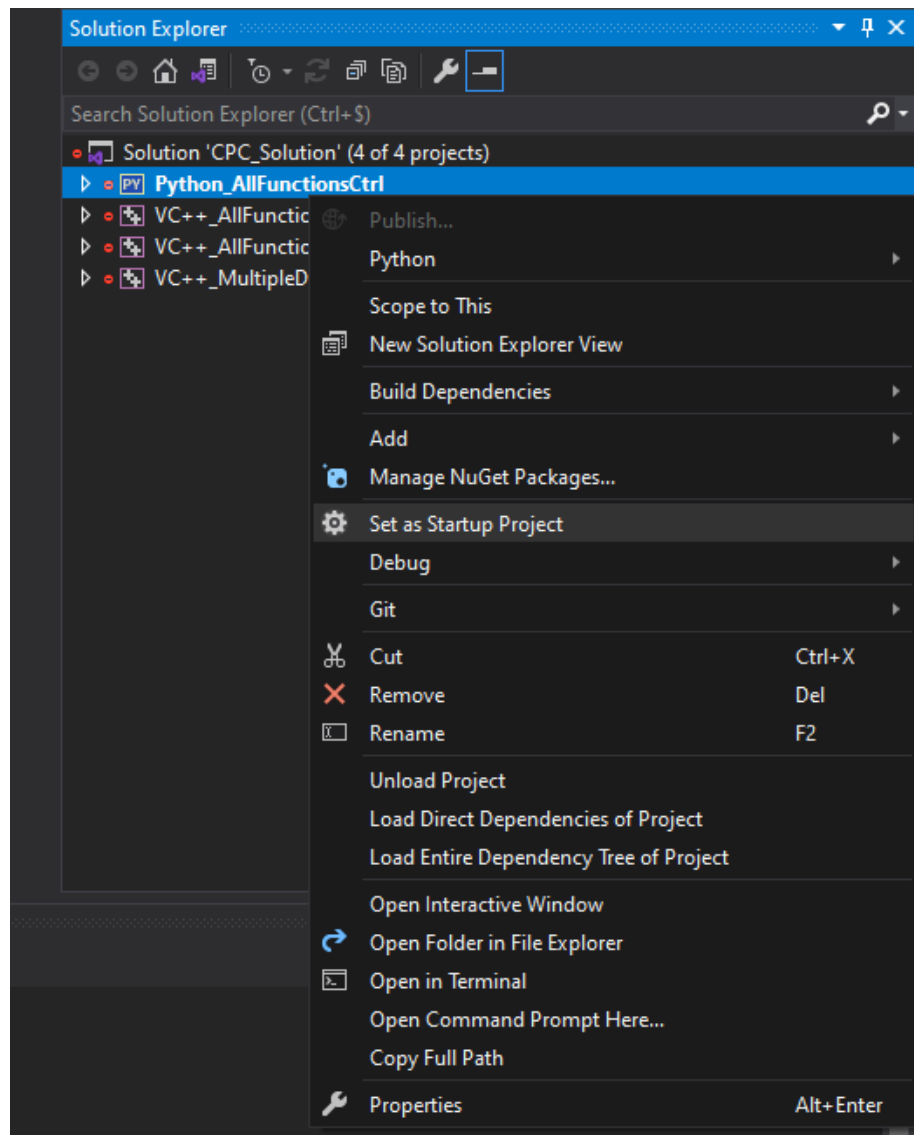 Solution Explorer
Search Solution Explorer (Ctrl+$)
Solution 'CPC_Solution' (4 of 4 projects)
PY Python_AllFunctionsCtrl
VC++_AllFunctio
VC++_AllFunctio
VC++_MultipleD
Publish...
Python
Scope to This
New Solution Explorer View
Build Dependencies
Add
Manage NuGet Packages...
Set as Startup Project
Debug
Git
Cut Ctrl+X
Remove Del
Rename F2
Unload Project
Load Direct Dependencies of Project
Load Entire Dependency Tree of Project
Open Interactive Window
Open Folder in File Explorer
Open in Terminal
Open Command Prompt Here...
Copy Full Path
Properties Alt+Enter